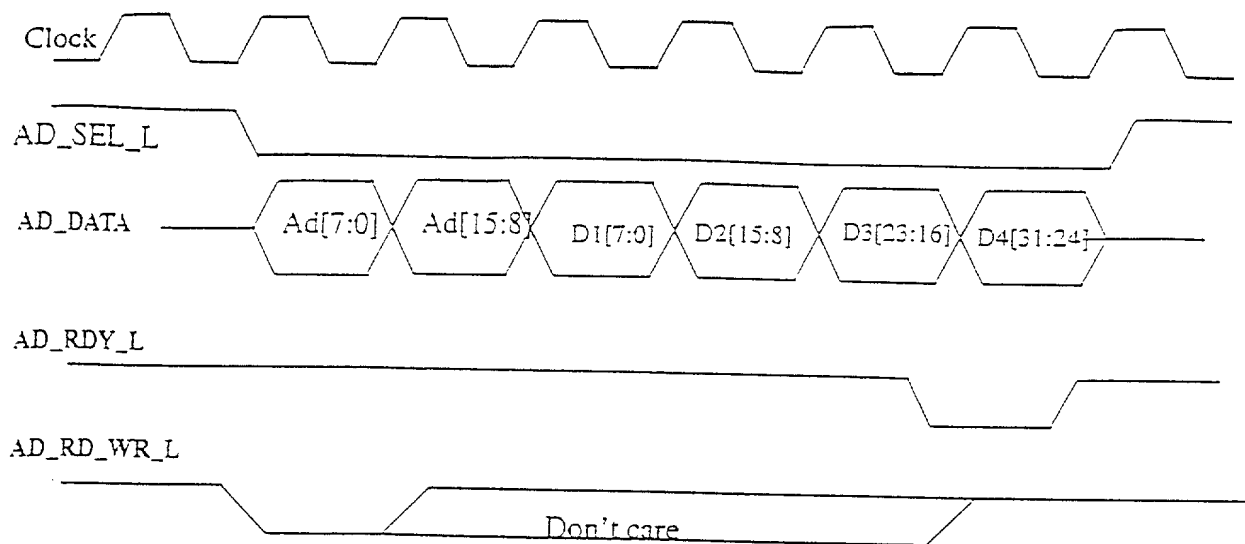 Clock
AD_SEL_L
AD_DATA
Ad[7:0] Ad[15:8] D1[7:0] D2[15:8] D3[23:16] D4[31:24]
AD_RDY_L
AD_RD_WR_L
Don't care